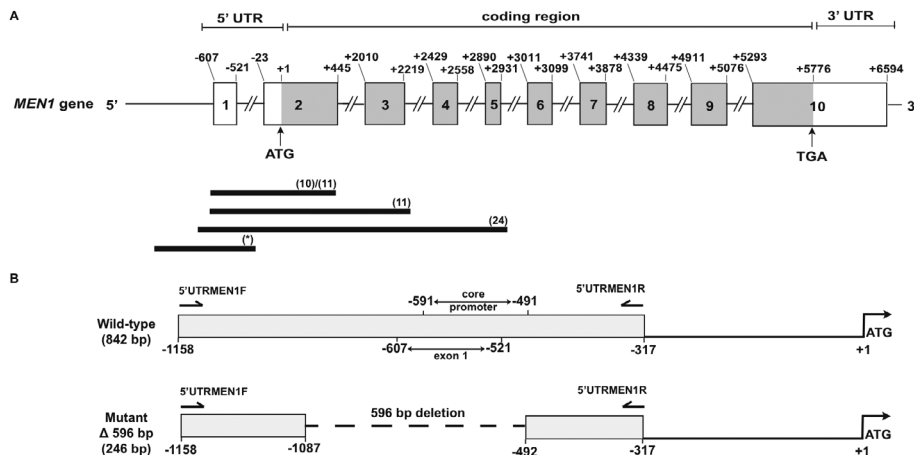 A
5' UTR
coding region
3' UTR
-607
-521
-23
+1
+445
+2010
+2219
+2429
+2558
+2890
+2931
+3011
+3099
+3741
+3878
+4339
+4475
+4911
+5076
+5293
+5776
+6594
MEN1 gene
5'
1
2
3
4
5
6
7
8
9
10
3
ATG
TGA
(10)/(11)
(11)
(24)
(*)
B
5'UTRMEN1F
-591
core
promoter
-491
5'UTRMEN1R
Wild-type
(842 bp)
-1158
-607
exon 1
-521
-317
+1
ATG
5'UTRMEN1F
5'UTRMEN1R
596 bp deletion
Mutant
Δ 596 bp
(246 bp)
-1158
-1087
-492
-317
+1
ATG